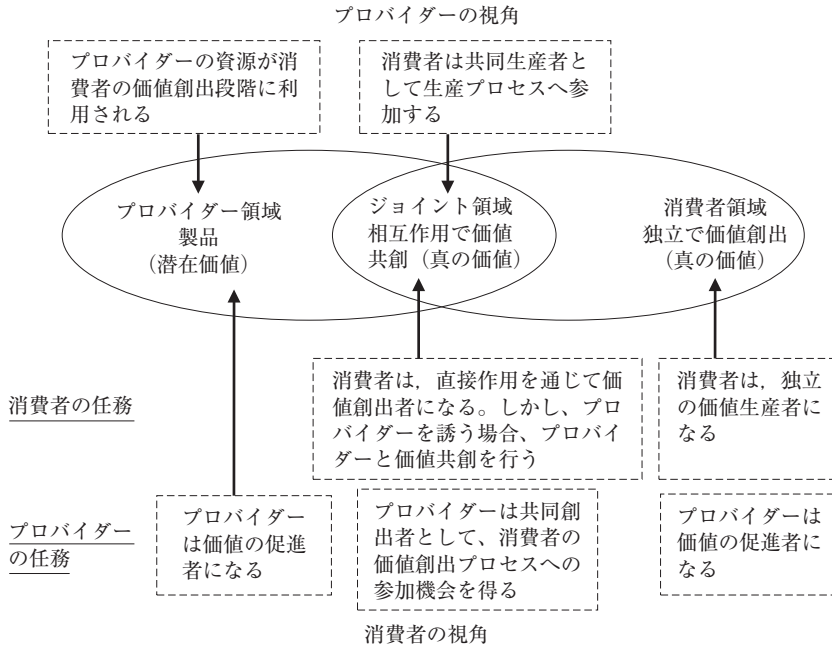 プロバイダーの視角
プロバイダーの資源が消
費者の価値創出段階に利
用される
消費者は共同生産者と
して生産プロセスへ参
加する
プロバイダー領域
製品
（潜在価値）
ジョイント領域
相互作用で価値
共創（真の価値）
消費者領域
独立で価値創出
（真の価値）
消費者の任務
消費者は，直接作用を通じて価
値創出者になる。しかし、プロ
バイダーを誘う場合、プロバイ
ダーと価値共創を行う
消費者は，独立
の価値生産者に
なる
プロバイダー
の任務
プロバイダー
は価値の促進
者になる
プロバイダーは共同創
出者として、消費者の
価値創出プロセスへの
参加機会を得る
プロバイダーは
価値の促進者に
なる
消費者の視角